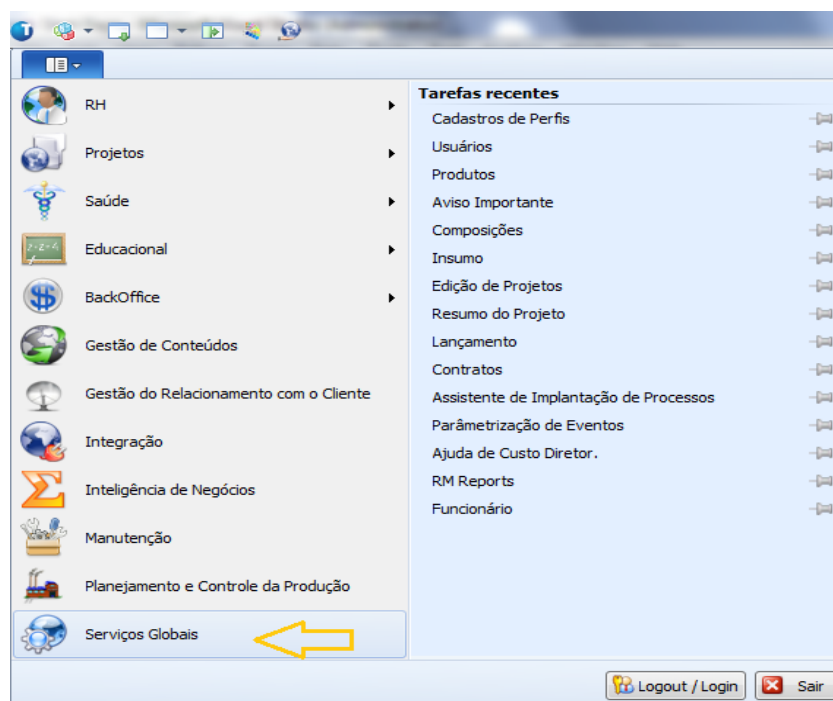 RH
Projetos
Saúde
Educacional
BackOffice
Gestão de Conteúdos
Gestão do Relacionamento com o Cliente
Integração
Inteligência de Negócios
Manutenção
Planejamento e Controle da Produção
Serviços Globais
Tarefas recentes
Cadastros de Perfis
Usuários
Produtos
Aviso Importante
Composições
Insumo
Edição de Projetos
Resumo do Projeto
Lançamento
Contratos
Assistente de Implantação de Processos
Parâmetrização de Eventos
Ajuda de Custo Diretor.
RM Reports
Funcionário
Logout / Login
Sair